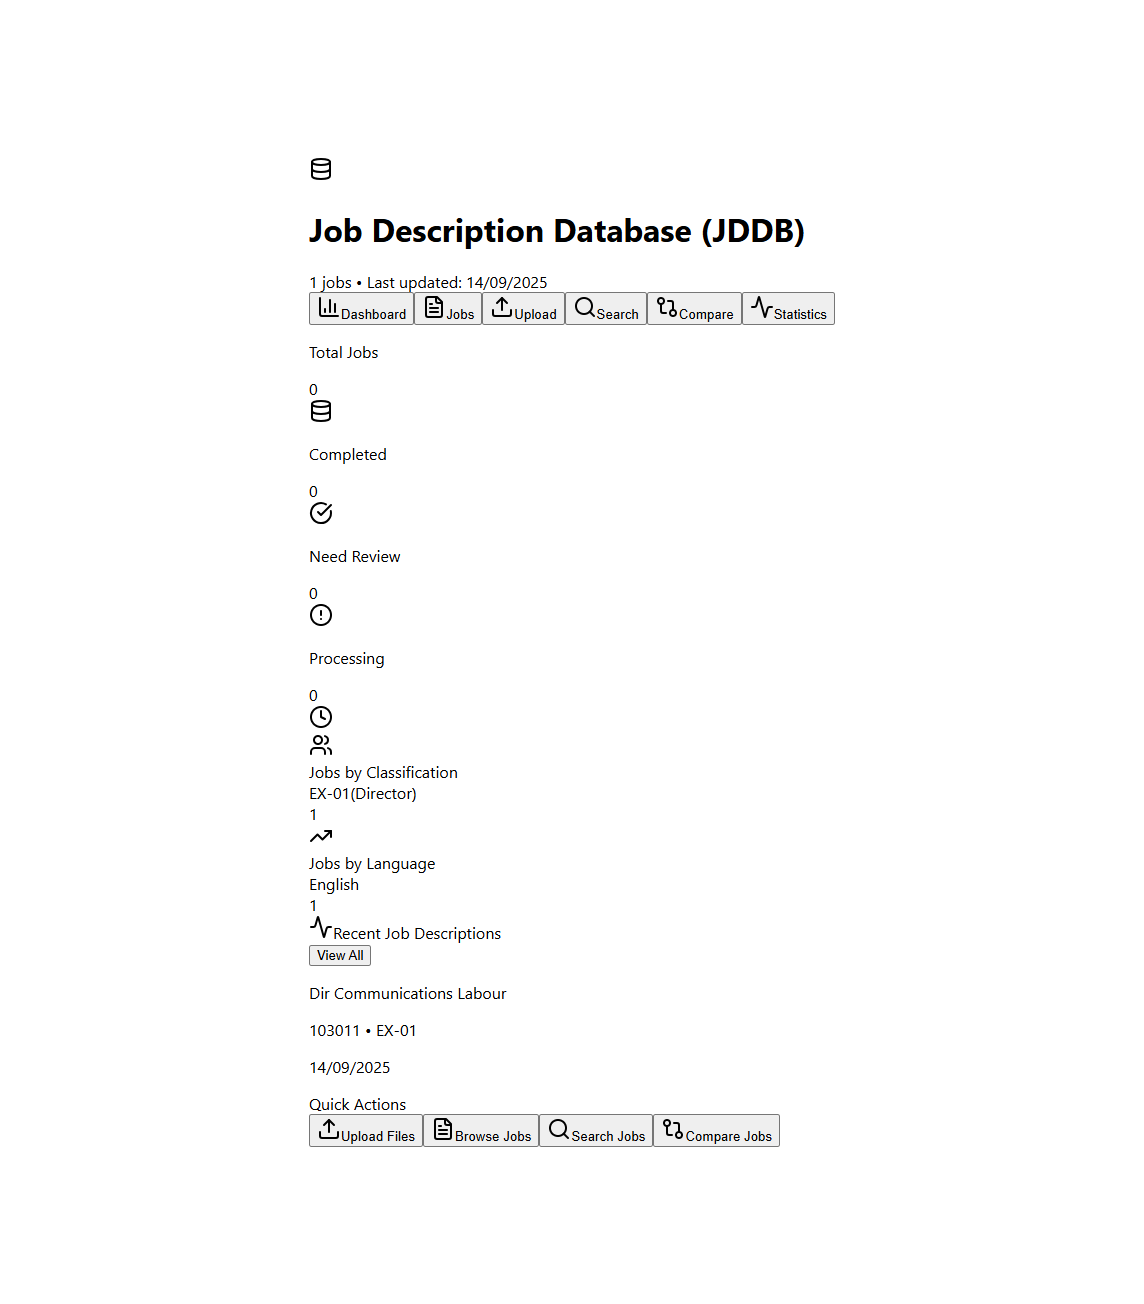 Job Description Database (JDDB)
1 jobs • Last updated: 14/09/2025
Dashboard Jobs Upload Search Compare Statistics
Total Jobs
0
Completed
0
Need Review
0
Processing
0
Jobs by Classification
EX-01(Director)
1
Jobs by Language
English
1
Recent Job Descriptions
View All
Dir Communications Labour
103011 • EX-01
14/09/2025
Quick Actions
Upload Files Browse Jobs Search Jobs Compare Jobs